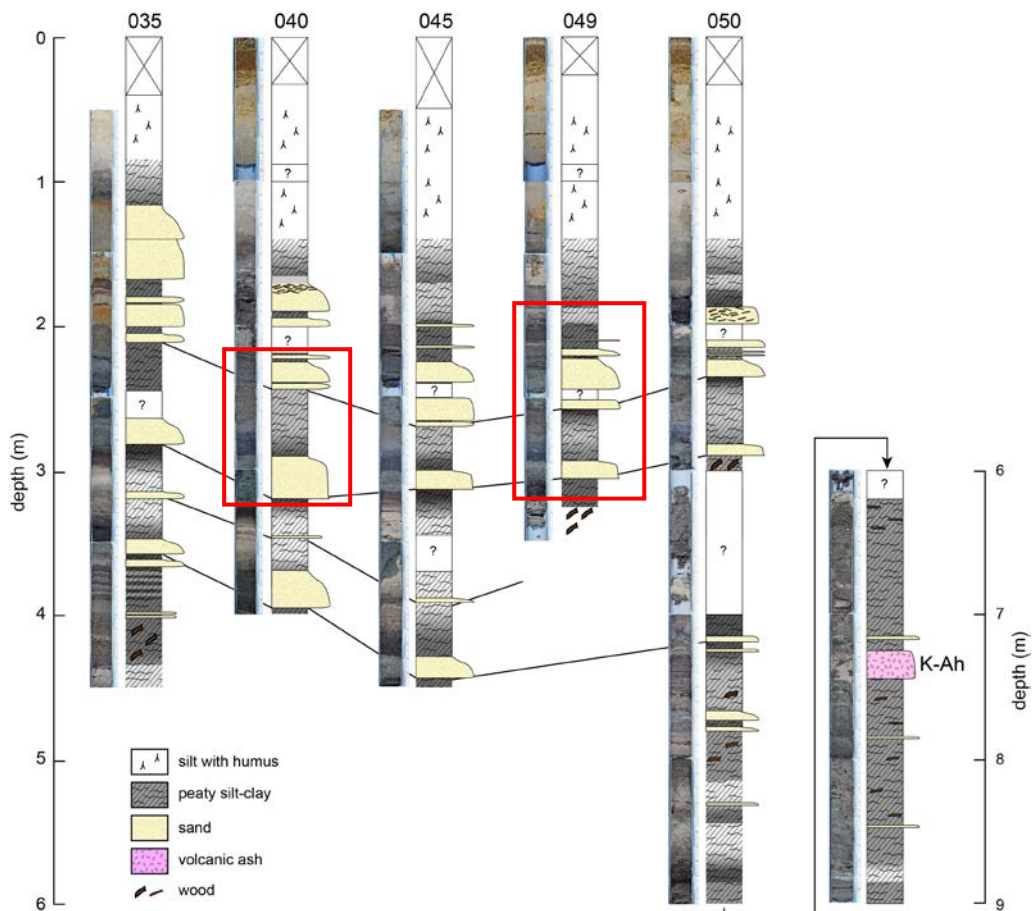 035 040 045 049 050
0
?
?
1
2
?
?
?
?
?
3
?
?
4
5
6
depth (m)
silt with humus
peaty silt-clay
sand
volcanic ash
wood
?
6
7
K-Ah
8
9
depth (m)